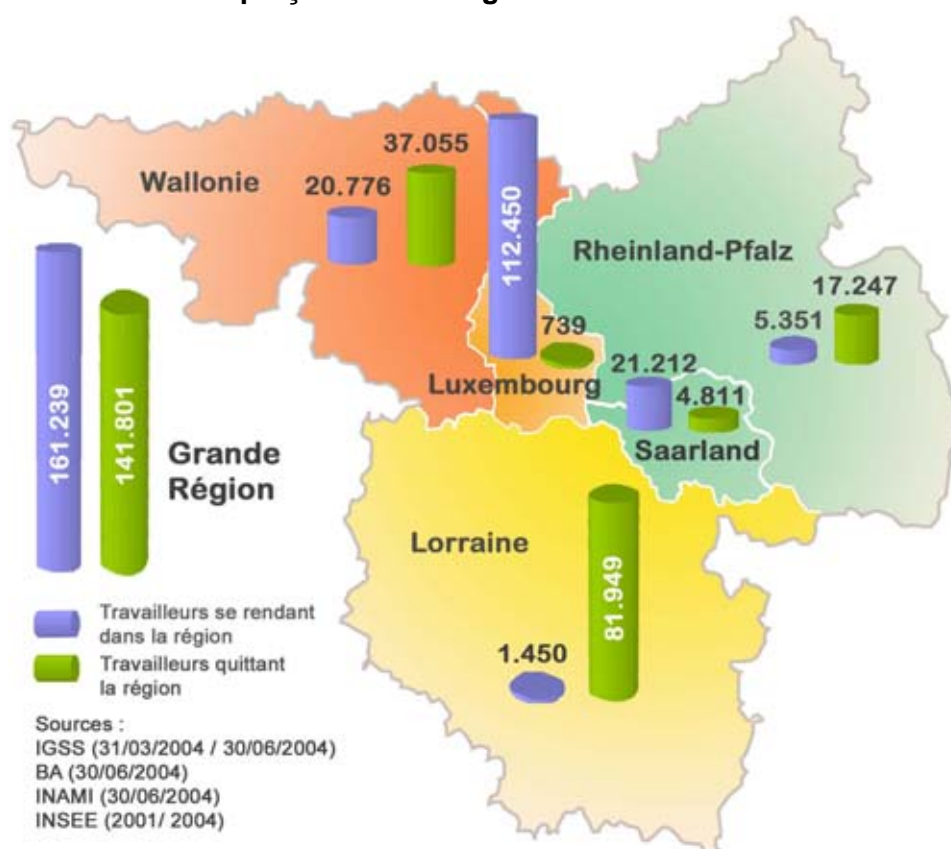 37.055
Wallonie
20.776
112.450
Rheinland-Pfalz
17.247
5.351
739
21.212
Luxembourg
4.811
Saarland
161.239
141.801
Grande
Région
Lorraine
81.949
1.450
Travailleurs se rendant
dans la région
Travailleurs quittant
la région
Sources :
IGSS (31/03/2004 / 30/06/2004)
BA (30/06/2004)
INAMI (30/06/2004)
INSEE (2001/ 2004)